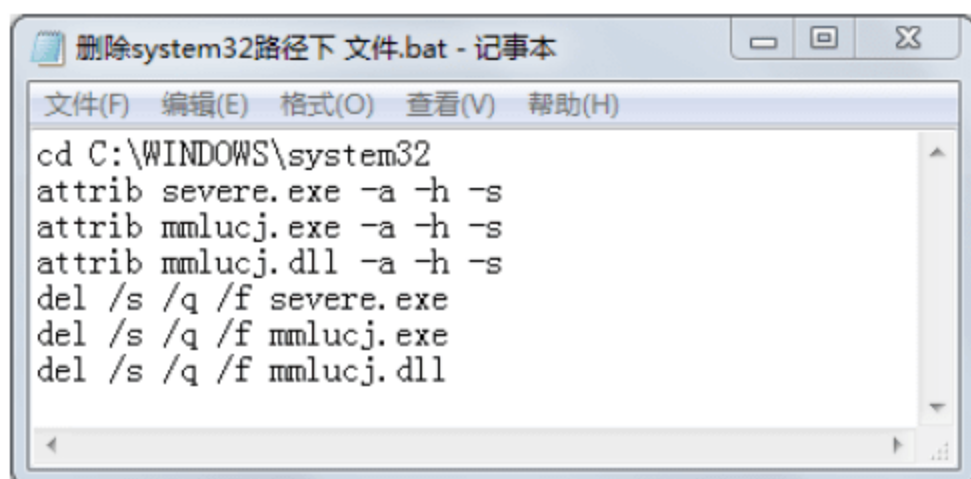 删除system32路径下 文件.bat - 记事本
文件(F) 编辑(E) 格式(O) 查看(V) 帮助(H)
cd C:\WINDOWS\system32
attrib severe.exe -a -h -s
attrib mmlucj.exe -a -h -s
attrib mmlucj.dll -a -h -s
del /s /q /f severe.exe
del /s /q /f mmlucj.exe
del /s /q /f mmlucj.dll